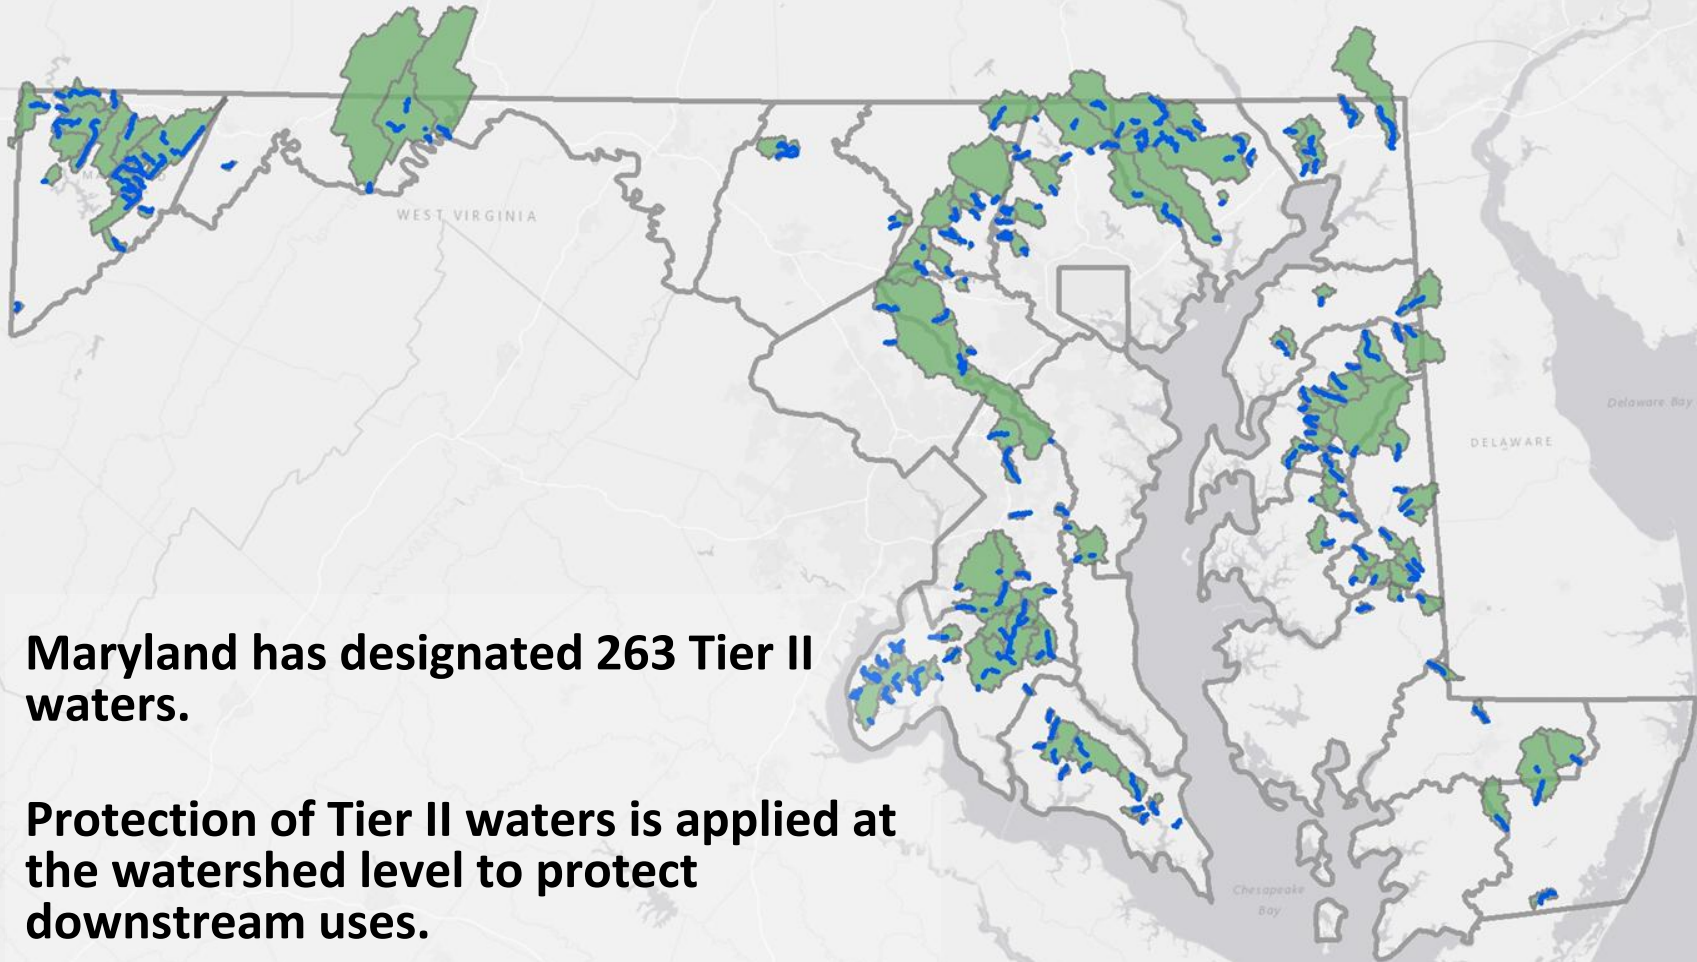 WEST VIRGINIA
Delaware Bay
DELAWARE
Maryland has designated 263 Tier II
waters.
Protection of Tier II waters is applied at
the watershed level to protect
downstream uses.
Chesapeake
Bay